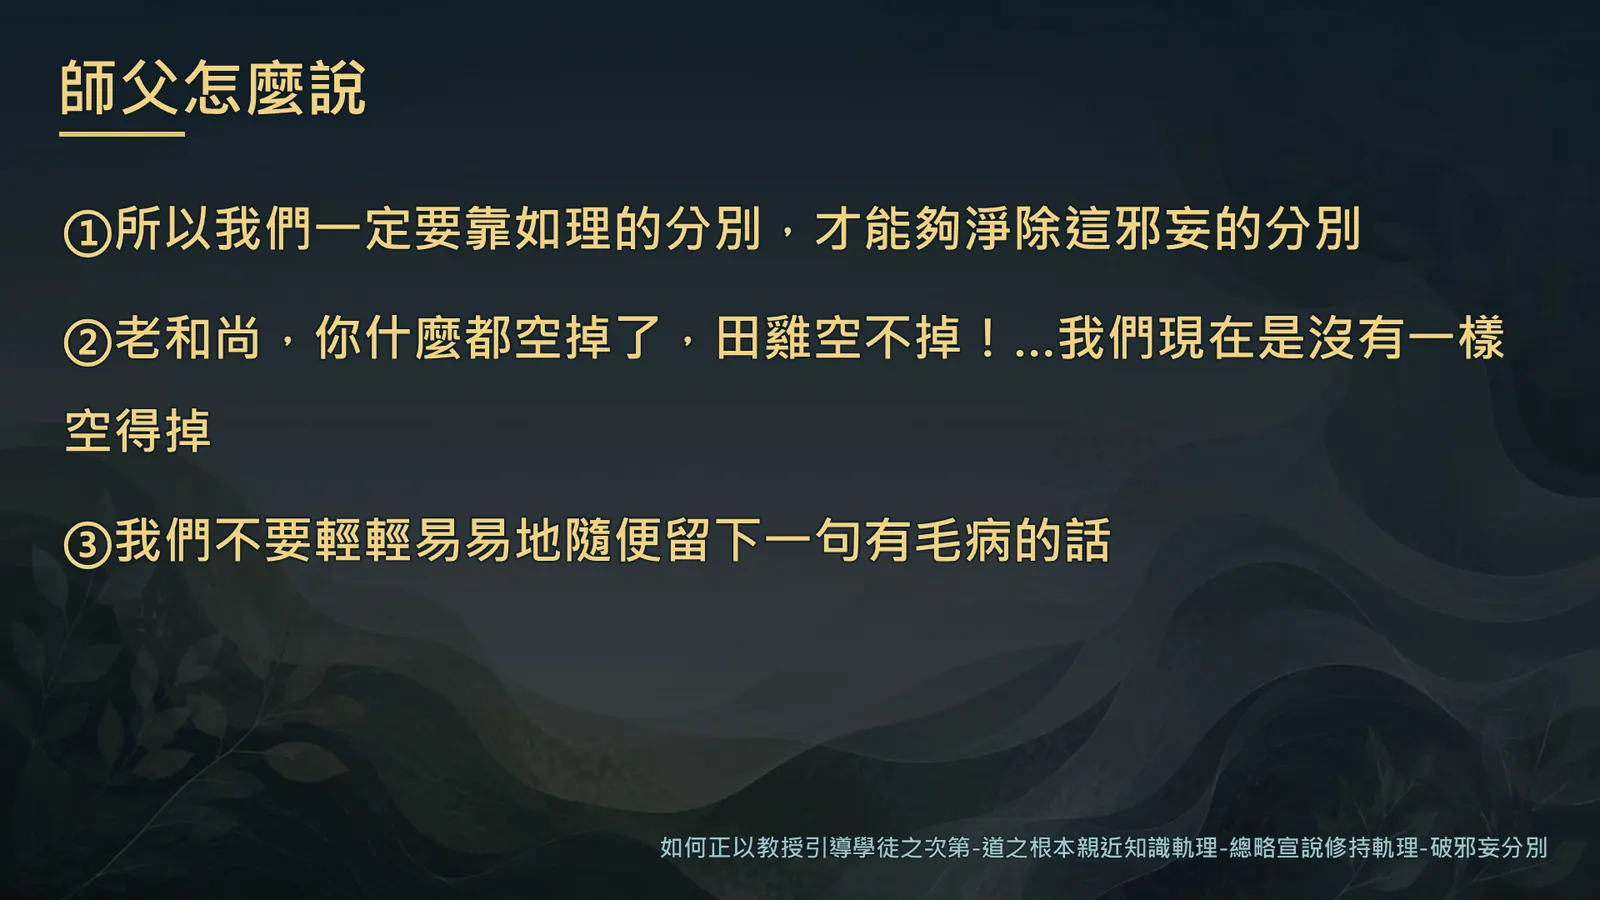 師父怎麼說
①所以我們一定要靠如理的分別，才能夠淨除這邪妄的分別
②老和尚，你什麼都空掉了，田雞空不掉！...我們現在是沒有一樣
空得掉
③我們不要輕輕易易地隨便留下一句有毛病的話
如何正以教授引導學徒之次第-道之根本親近知識軌理-總略宣說修持軌理-破邪妄分別